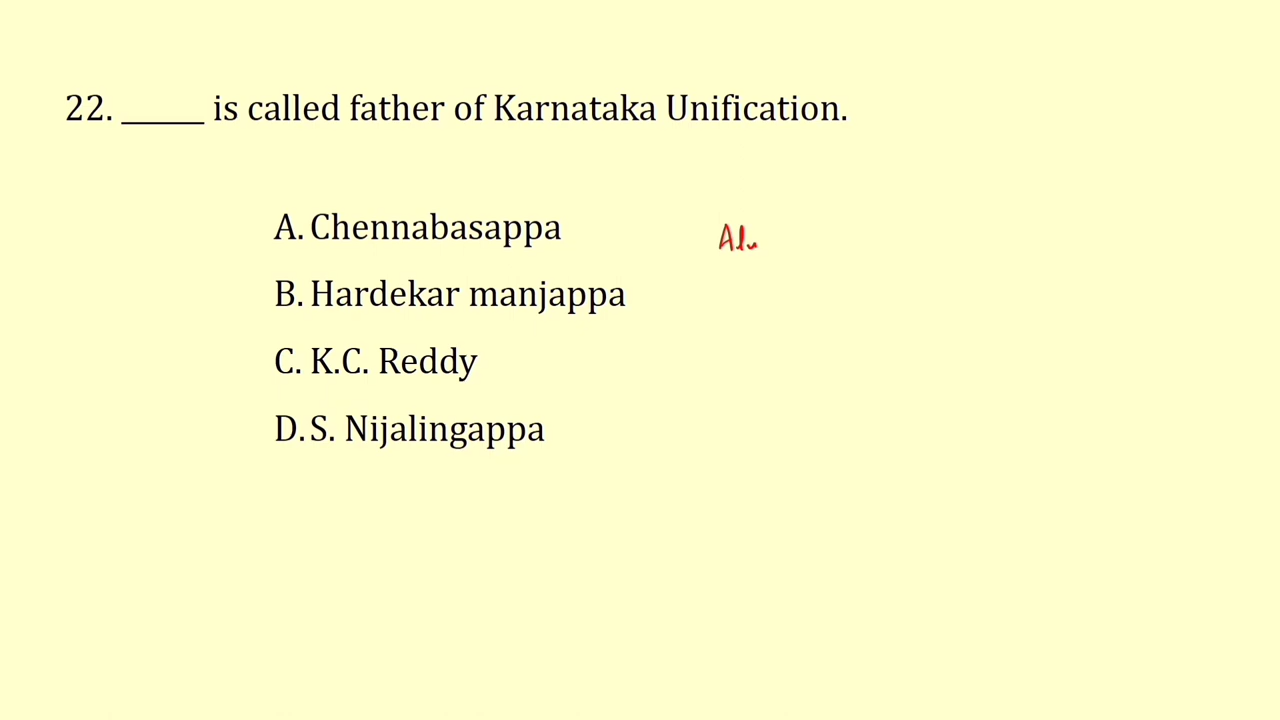 22. ______ is called father of Karnataka Unification.
A. Chennabasappa
B. Hardekar manjappa
C. K.C. Reddy
D. S. Nijalingappa